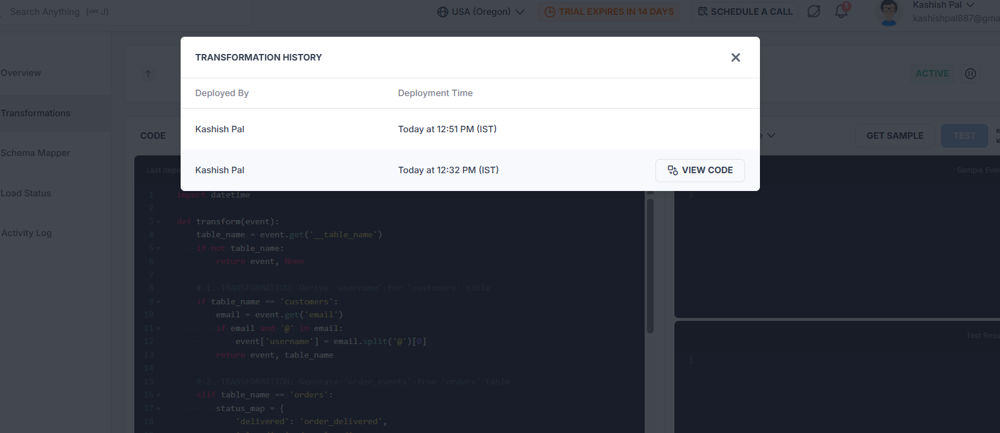 Search Anything (ctrl J)
USA (Oregon)
TRIAL EXPIRES IN 14 DAYS
SCHEDULE A CALL
1
Kashish Pal
kashishpal887@gma
TRANSFORMATION HISTORY
Deployed By Deployment Time
Kashish Pal Today at 12:51 PM (IST)
Kashish Pal Today at 12:32 PM (IST) VIEW CODE
Overview
Transformations
Schema Mapper
Load Status
Activity Log
ACTIVE
CODE
GET SAMPLE
TEST
Last deplo
Sample Even
1 import datetime
2
3 def transform(event):
4 table_name = event.get('__table_name')
5 if not table_name:
6 return event, None
7
8 # 1. TRANSFORMATION: Derive 'username' for 'customers' table
9 if table_name == 'customers':
10 email = event.get('email')
11 if email and '@' in email:
12 event['username'] = email.split('@')[0]
13 return event, table_name
14
15 # 2. TRANSFORMATION: Generate 'order_events' from 'orders' table
16 elif table_name == 'orders':
17 status_map = {
18 'delivered': 'order_delivered',
1
Test Resu
1